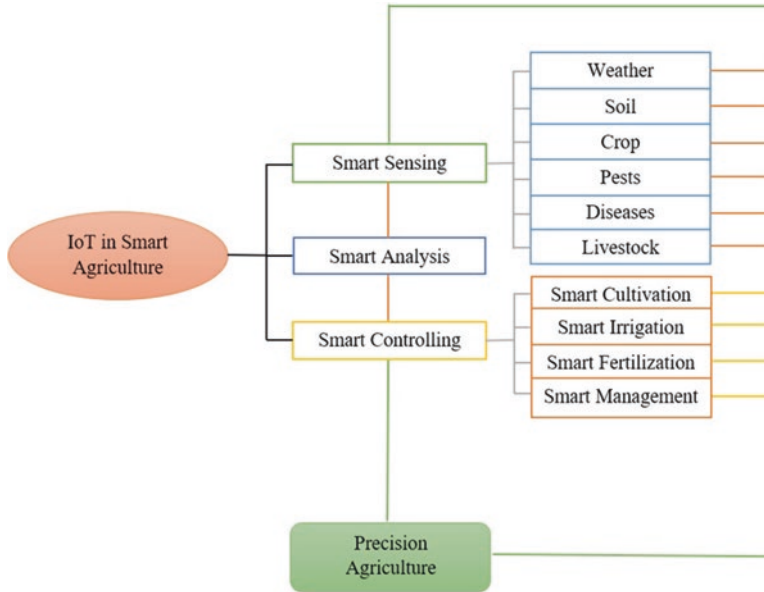 IoT in Smart
Agriculture
Smart Sensing
Smart Analysis
Smart Controlling
Weather
Soil
Crop
Pests
Diseases
Livestock
Smart Cultivation
Smart Irrigation
Smart Fertilization
Smart Management
Precision
Agriculture